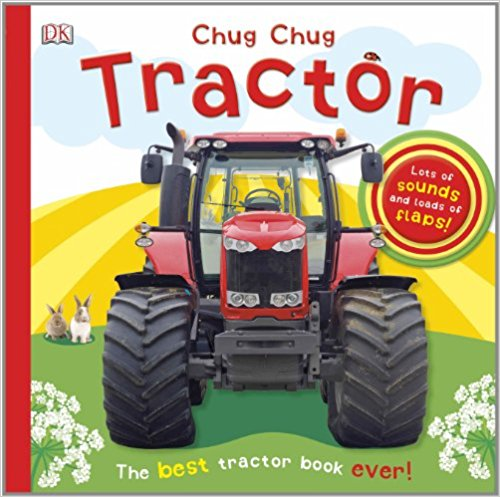 DK
Chug Chug
Tractor
Lots of
sounds
and loads of
flaps!
The best tractor book ever!